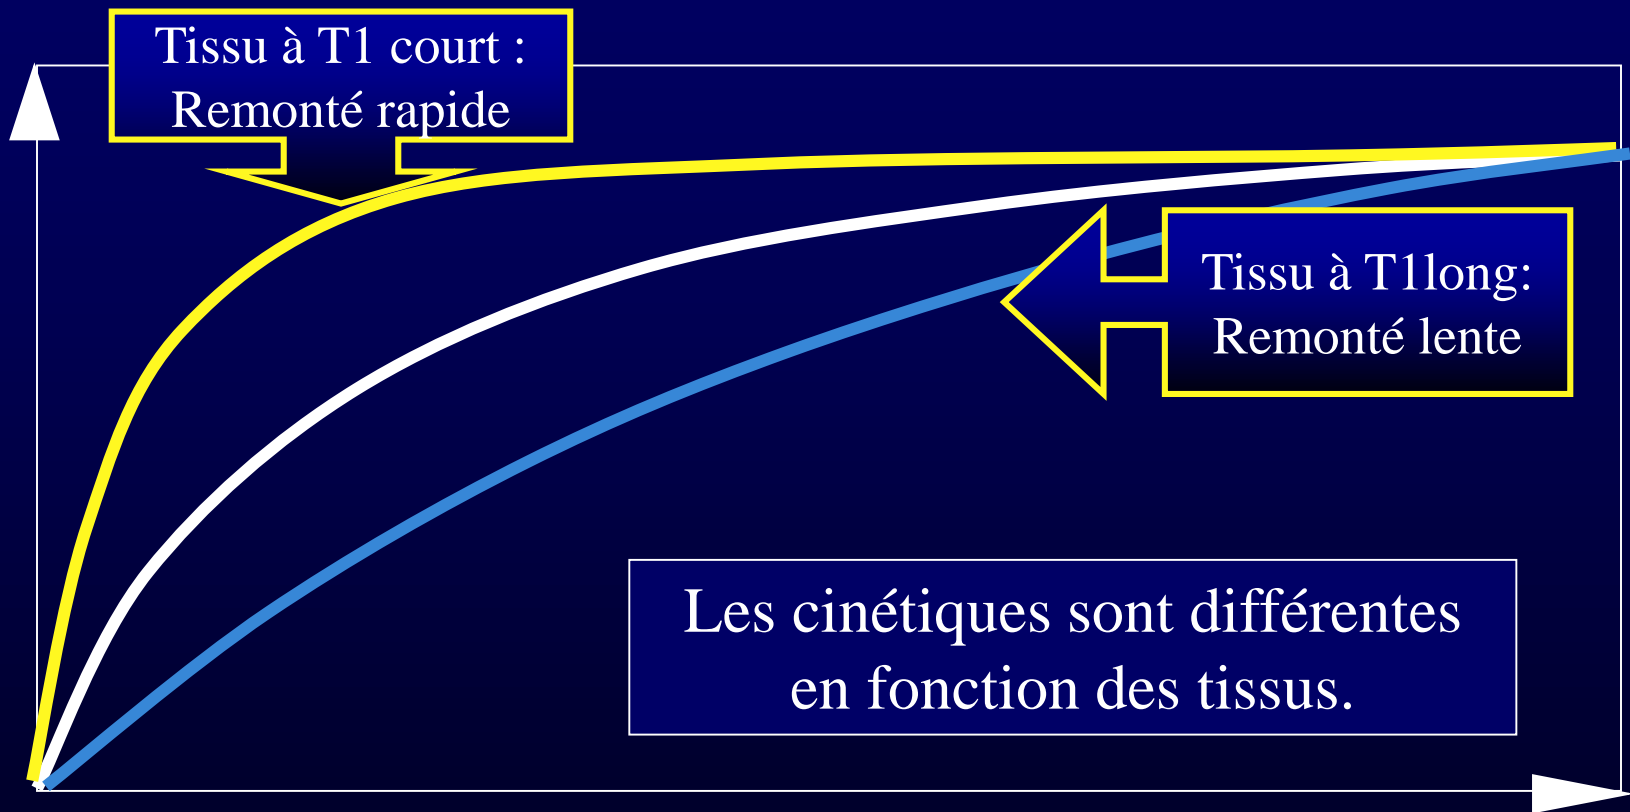 Tissu à T1 court :
Remonté rapide
Tissu à T1long:
Remonté lente
Les cinétiques sont différentes
en fonction des tissus.